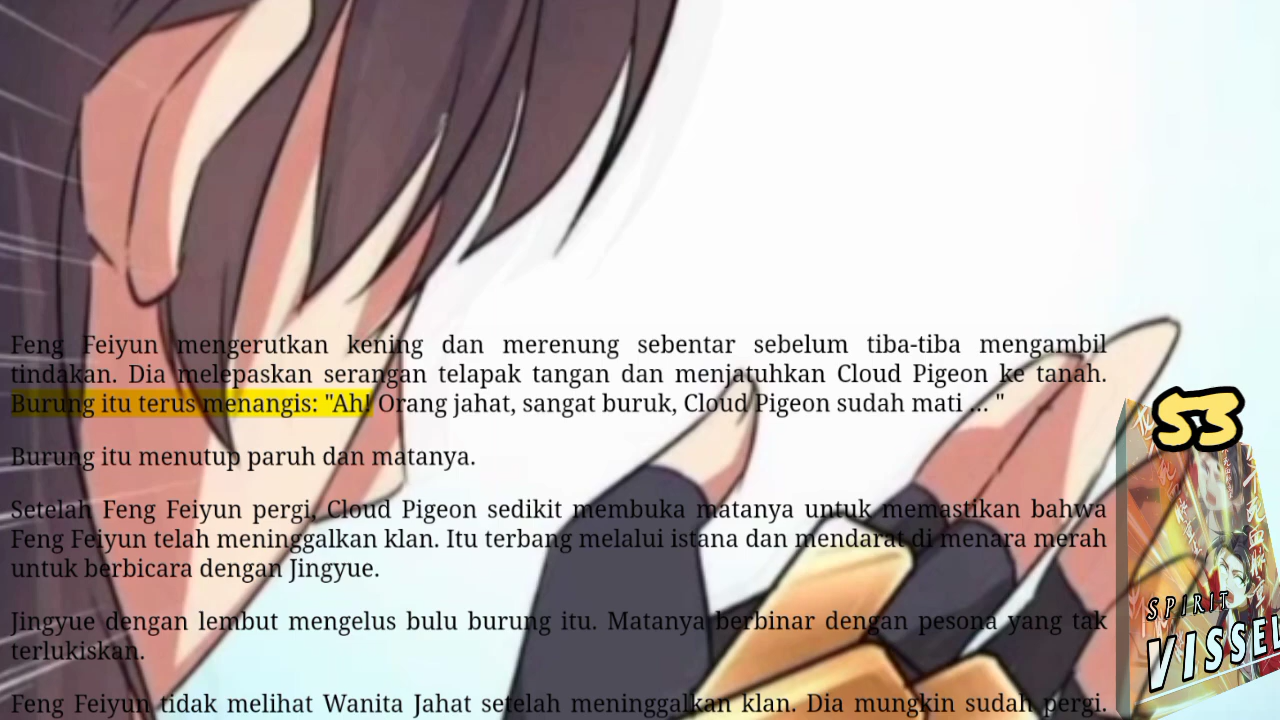 Feng Feiyun mengerutkan kening dan merenung sebentar sebelum tiba-tiba mengambil
tindakan. Dia melepaskan serangan telapak tangan dan menjatuhkan Cloud Pigeon ke tanah.
Burung itu terus menangis: "Ah! Orang jahat, sangat buruk, Cloud Pigeon sudah mati ... "
Burung itu menutup paruh dan matanya.
Setelah Feng Feiyun pergi, Cloud Pigeon sedikit membuka matanya untuk memastikan bahwa
Feng Feiyun telah meninggalkan klan. Itu terbang melalui istana dan mendarat di menara merah
untuk berbicara dengan Jingyue.
Jingyue dengan lembut mengelus bulu burung itu. Matanya berbinar dengan pesona yang tak
terlukiskan.
Feng Feiyun tidak melihat Wanita Jahat setelah meninggalkan klan. Dia mungkin sudah pergi.
53
SPIRIT
VISSEL